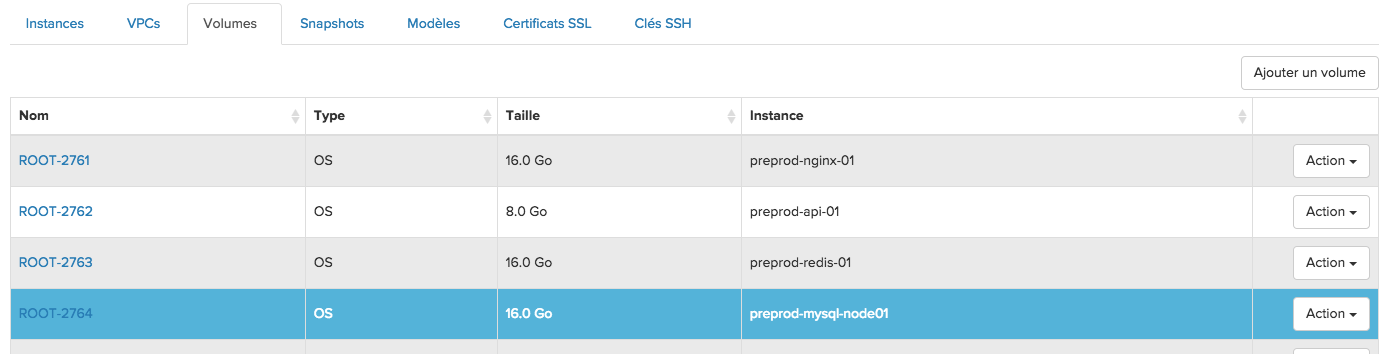 Instances VPCs Volumes Snapshots Modèles Certificats SSL Clés SSH
Ajouter un volume
Nom Type Taille Instance
ROOT-2761 OS 16.0 Go preprod-nginx-01 Action
ROOT-2762 OS 8.0 Go preprod-api-01 Action
ROOT-2763 OS 16.0 Go preprod-redis-01 Action
ROOT-2764 OS 16.0 Go preprod-mysql-node01 Action